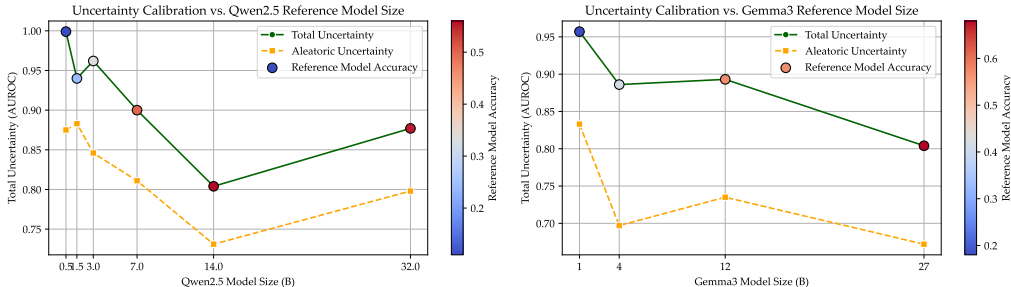 Uncertainty Calibration vs. Qwen2.5 Reference Model Size
Total Uncertainty
Aleatoric Uncertainty
Reference Model Accuracy
Total Uncertainty (AUROC)
1.00
0.95
0.90
0.85
0.80
0.75
0.5
1.5
3.0
7.0
14.0
32.0
Qwen2.5 Model Size (B)
0.5
0.4
0.3
0.2
Reference Model Accuracy
Uncertainty Calibration vs. Gemma3 Reference Model Size
Total Uncertainty
Aleatoric Uncertainty
Reference Model Accuracy
Total Uncertainty (AUROC)
0.95
0.90
0.85
0.80
0.75
0.70
1
4
12
27
Gemma3 Model Size (B)
0.6
0.5
0.4
0.3
0.2
Reference Model Accuracy